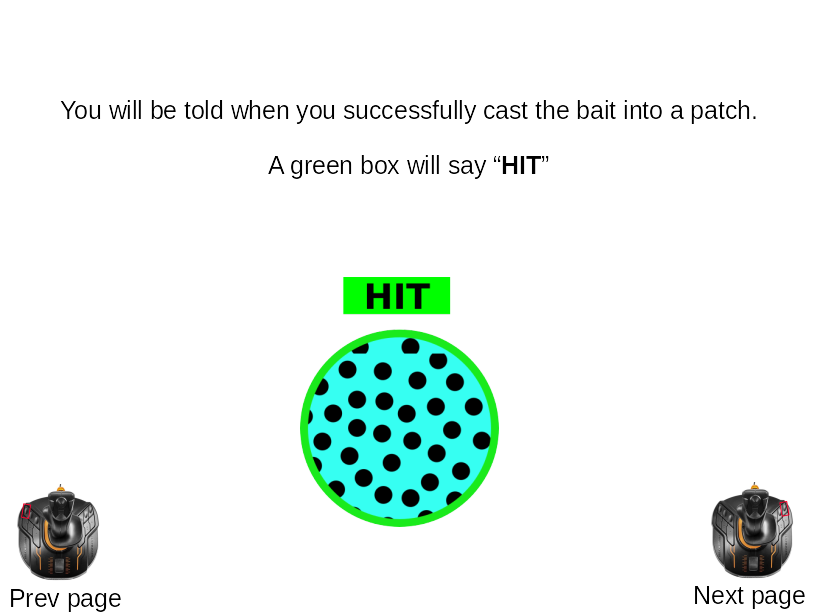 You will be told when you successfully cast the bait into a patch.
A green box will say “HIT”
HIT
Prev page
Next page